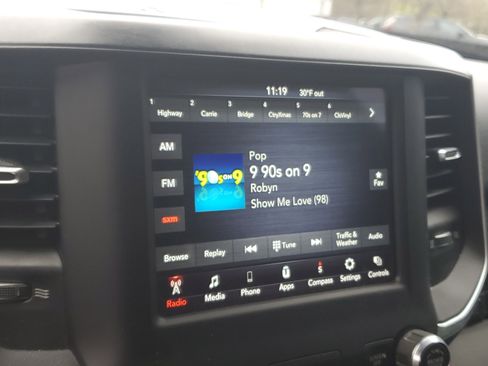 11:19 30°F out
1 Highway 2 Carrie 3 Bridge 4 CtryXmas 5 70s on 7 6 ClsVinyl
AM
FM
sxm
'90s on 9
Pop
9 90s on 9
Robyn
Show Me Love (98)
Fav
Browse Replay Tune Traffic & Weather Audio
Radio Media Phone Apps S Compass Settings Controls